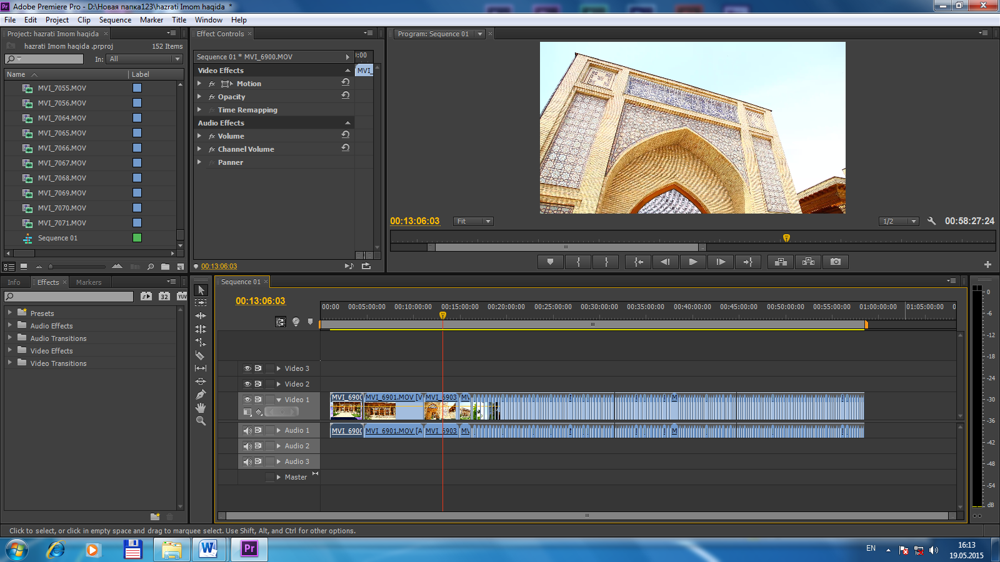 Adobe Premiere Pro - D:\Новая папка123\hazrati Imom haqida *
File Edit Project Clip Sequence Marker Title Window Help
Project: hazrati Imom haqida
hazrati Imom haqida .prproj 152 Items
In: All
Name Label
MVI_7055.MOV
MVI_7056.MOV
MVI_7064.MOV
MVI_7065.MOV
MVI_7066.MOV
MVI_7067.MOV
MVI_7068.MOV
MVI_7069.MOV
MVI_7070.MOV
MVI_7071.MOV
Sequence 01
Effect Controls
Sequence 01 * MVI_6900.MOV
:00
Video Effects
MVI_
fx Motion
fx Opacity
Time Remapping
Audio Effects
fx Volume
fx Channel Volume
Panner
00:13:06:03
Program: Sequence 01
00:13:06:03 Fit 1/2 00:58:27:24
Info Effects Markers
32 YUV
Presets
Audio Effects
Audio Transitions
Video Effects
Video Transitions
Sequence 01
00:13:06:03
00:00 00:05:00:00 00:10:00:00 00:15:00:00 00:20:00:00 00:25:00:00 00:30:00:00 00:35:00:00 00:40:00:00 00:45:00:00 00:50:00:00 00:55:00:00 01:00:00:00 01:05:00:00 0
Video 3
Video 2
Video 1
MVI_6900 MVI_6901.MOV [V MVI_6903 MV M
Audio 1
MVI_6900 MVI_6901.MOV [A MVI_6903 MV M
Audio 2
Audio 3
Master
0
-6
-12
-18
-24
-30
-36
-42
-48
-54
dB
Click to select, or click in empty space and drag to marquee select. Use Shift, Alt, and Ctrl for other options.
W Pr
EN 16:13
19.05.2015